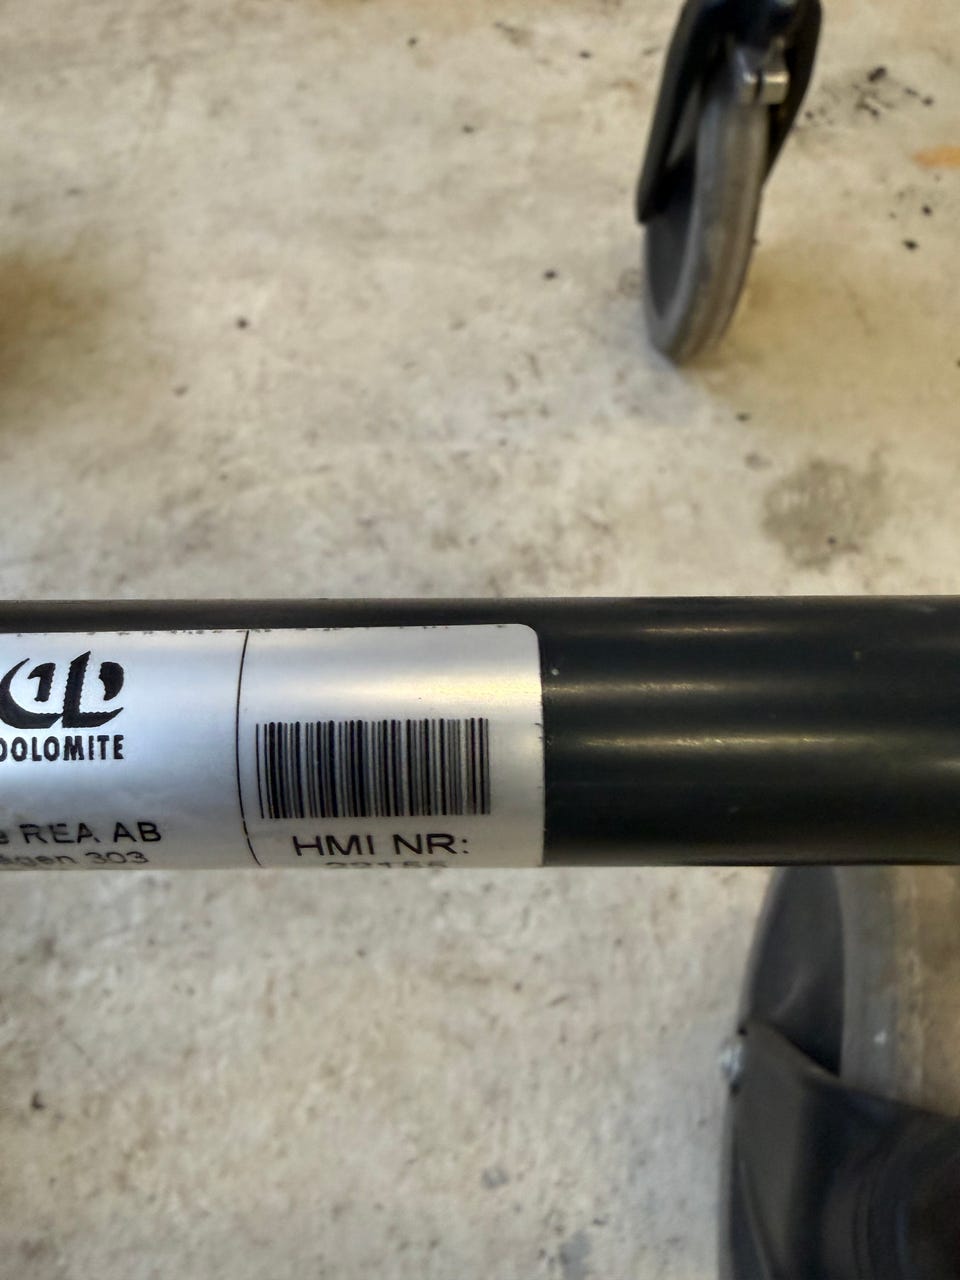 DOLOMITE
REA AB
303
HMI NR: